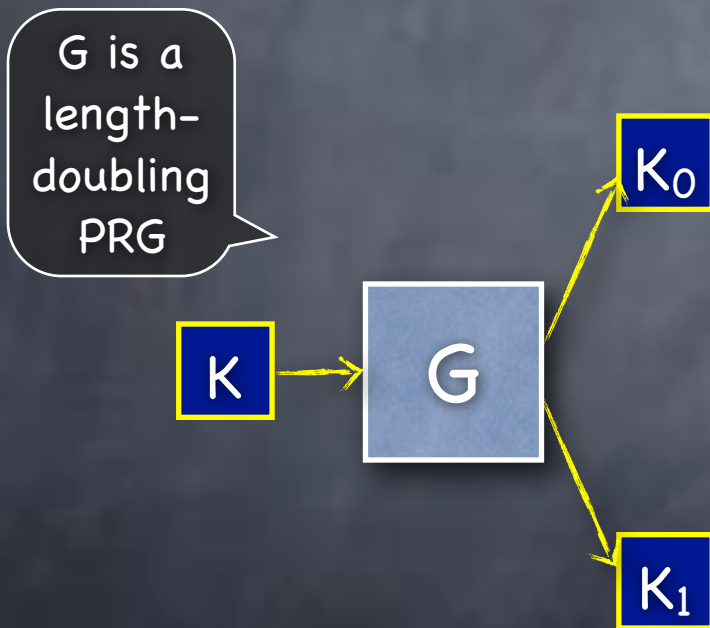 G is a
length-
doubling
PRG
K₀
K
G
K₁